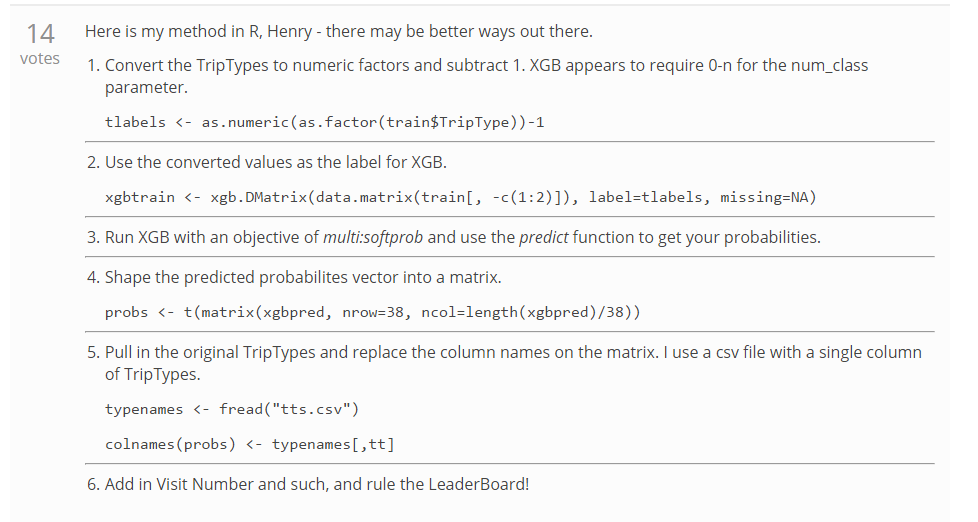 14
votes
Here is my method in R, Henry - there may be better ways out there.
1. Convert the TripTypes to numeric factors and subtract 1. XGB appears to require 0-n for the num_class
parameter.
tlabels <- as.numeric(as.factor(train$TripType))-1
2. Use the converted values as the label for XGB.
xgbtrain <- xgb.DMatrix(data.matrix(train[, -c(1:2)]), label=tlabels, missing=NA)
3. Run XGB with an objective of multi:softprob and use the predict function to get your probabilities.
4. Shape the predicted probabilites vector into a matrix.
probs <- t(matrix(xgbpred, nrow=38, ncol=length(xgbpred)/38))
5. Pull in the original TripTypes and replace the column names on the matrix. I use a csv file with a single column
of TripTypes.
typenames <- fread("tts.csv")
colnames(probs) <- typenames[,tt]
6. Add in Visit Number and such, and rule the LeaderBoard!